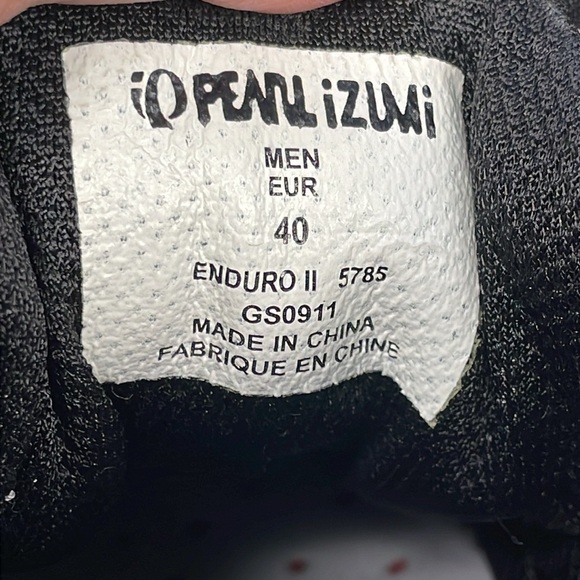 PEARL iZUMi
MEN
EUR
40
ENDURO II 5785
GS0911
MADE IN CHINA
FABRIQUE EN CHINE